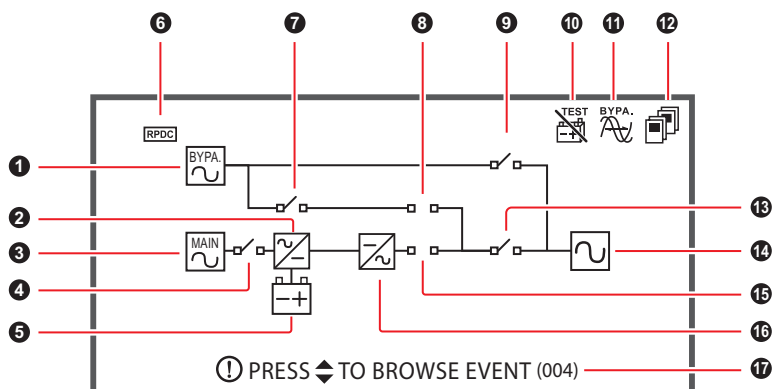 6 7 8 9 10 11 12
TEST BYPA.
RPDC
1 BYPA.
2 13
3 MAIN 14
4 15
5 16
PRESS TO BROWSE EVENT (004) 17